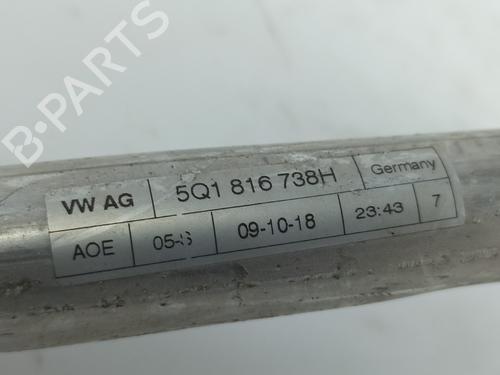 B-PARTS
VW AG 5Q1 816 738H Germany
AOE 09-10-18 23:43 7